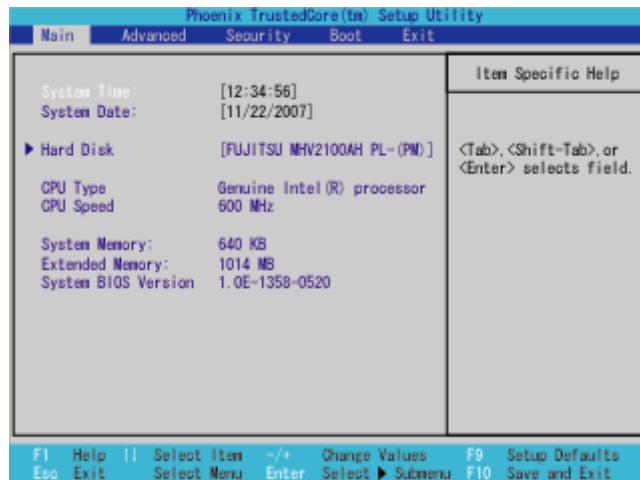 Phoenix TrustedCore(tm) Setup Utility
Main Advanced Security Boot Exit
Item Specific Help
System Time: [12:34:56]
System Date: [11/22/2007]
Hard Disk [FUJITSU MHV2100AH PL-(PM)]
<Tab>, <Shift-Tab>, or
<Enter> selects field.
CPU Type Genuine Intel(R) processor
CPU Speed 600 MHz
System Memory: 640 KB
Extended Memory: 1014 MB
System BIOS Version 1.0E-1358-0520
F1 Help ↑↓ Select Item -/+ Change Values F9 Setup Defaults
Esc Exit Select Menu Enter Select ▶ Submenu F10 Save and Exit